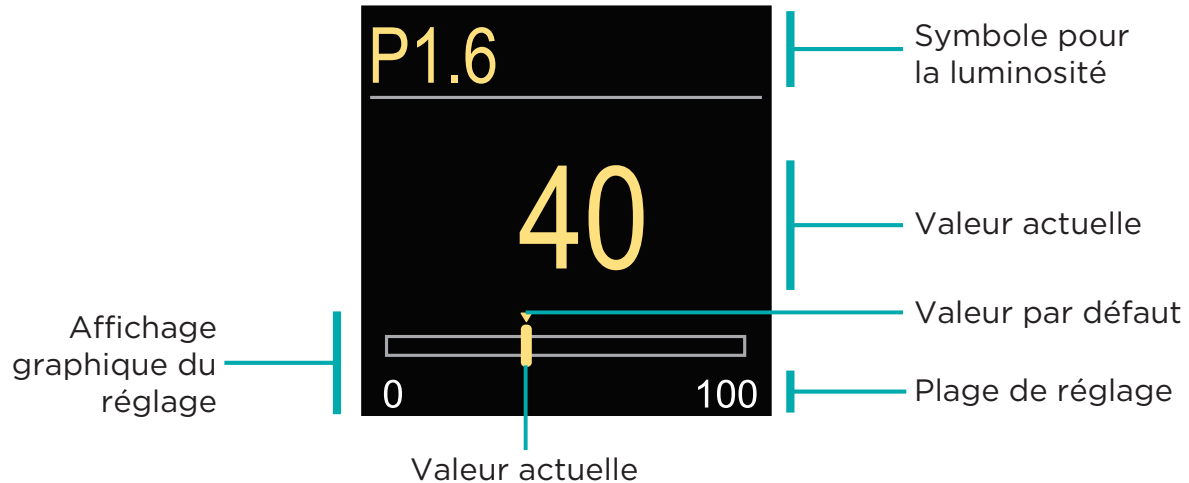 P1.6
Symbole pour
la luminosité
40
Valeur actuelle
Valeur par défaut
Affichage
graphique du
réglage
0
100
Plage de réglage
Valeur actuelle